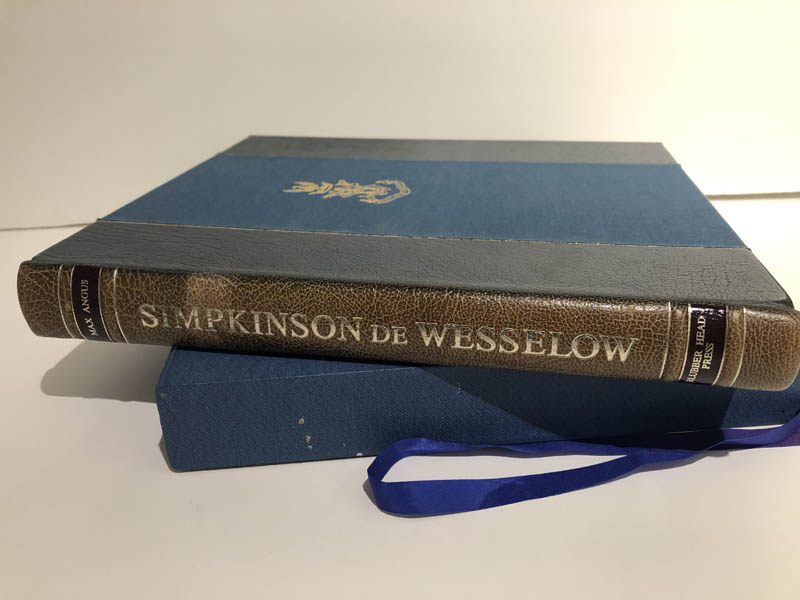 MAX ANGUS
SIMPKINSON DE WESSELOW
BLUBBER HEAD
PRESS